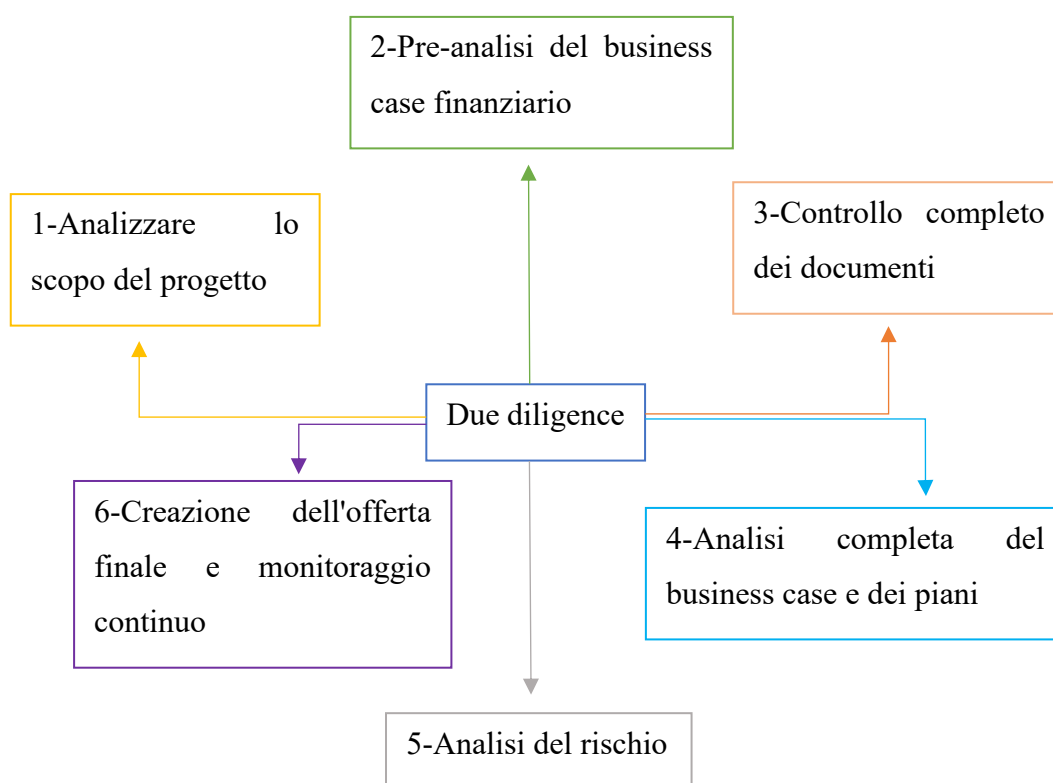 2-Pre-analisi del business
case finanziario
1-Analizzare lo
scopo del progetto
3-Controllo completo
dei documenti
Due diligence
6-Creazione dell'offerta
finale e monitoraggio
continuo
4-Analisi completa del
business case e dei piani
5-Analisi del rischio